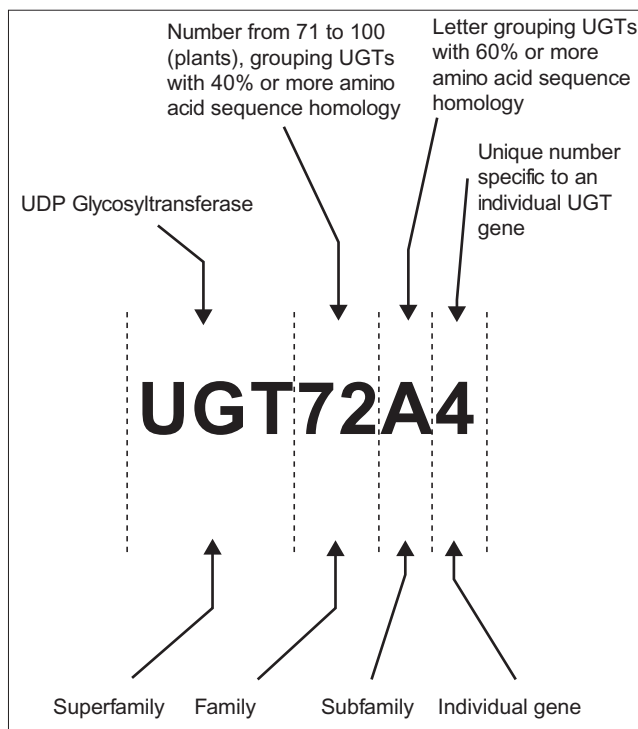 Number from 71 to 100
(plants), grouping UGTs
with 40% or more amino
acid sequence homology
Letter grouping UGTs
with 60% or more
amino acid sequence
homology
Unique number
specific to an
individual UGT
gene
UDP Glycosyltransferase
UGT72A4
Superfamily Family Subfamily Individual gene